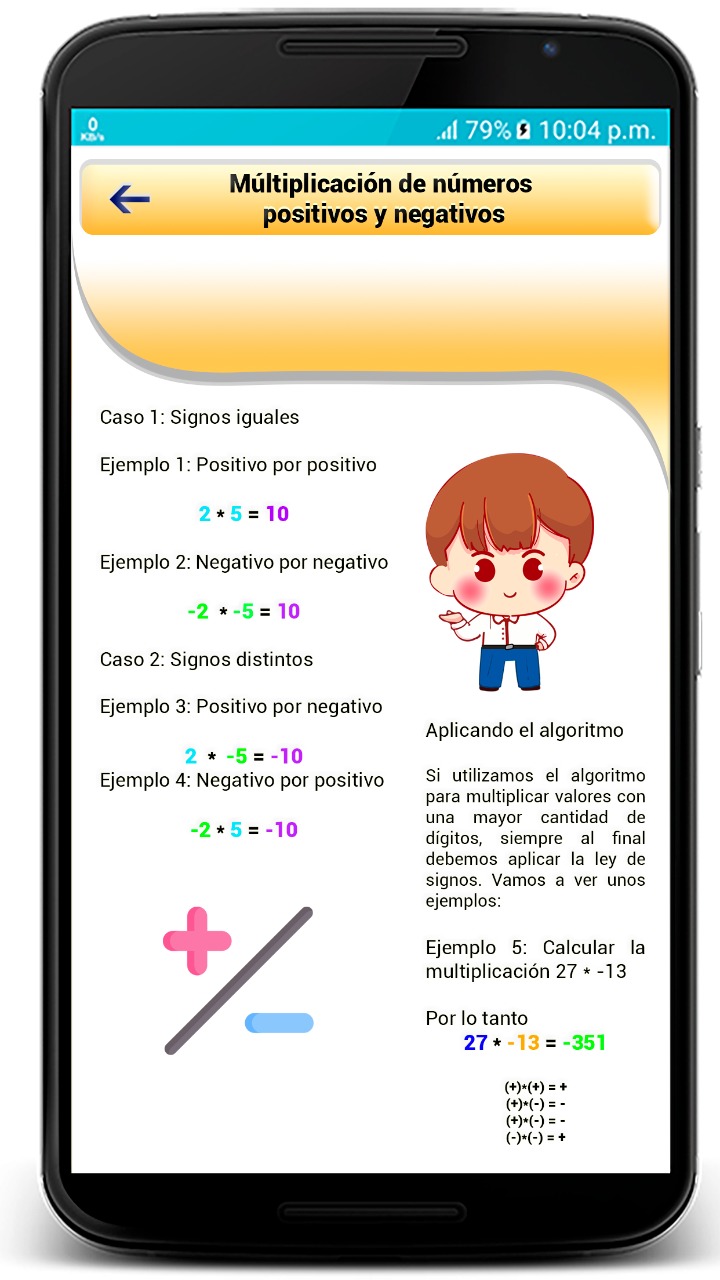 0
KB/s
79% 10:04 p.m.
Múltiplicación de números
positivos y negativos
Caso 1: Signos iguales
Ejemplo 1: Positivo por positivo
2 * 5 = 10
Ejemplo 2: Negativo por negativo
-2 * -5 = 10
Caso 2: Signos distintos
Ejemplo 3: Positivo por negativo
2 * -5 = -10
Ejemplo 4: Negativo por positivo
-2 * 5 = -10
Aplicando el algoritmo
Si utilizamos el algoritmo
para multiplicar valores con
una mayor cantidad de
dígitos, siempre al final
debemos aplicar la ley de
signos. Vamos a ver unos
ejemplos:
Ejemplo 5: Calcular la
multiplicación 27 * -13
Por lo tanto
27 * -13 = -351
(+)*(+) = +
(+)*(-) = -
(+)*(-) = -
(-)*(-) = +